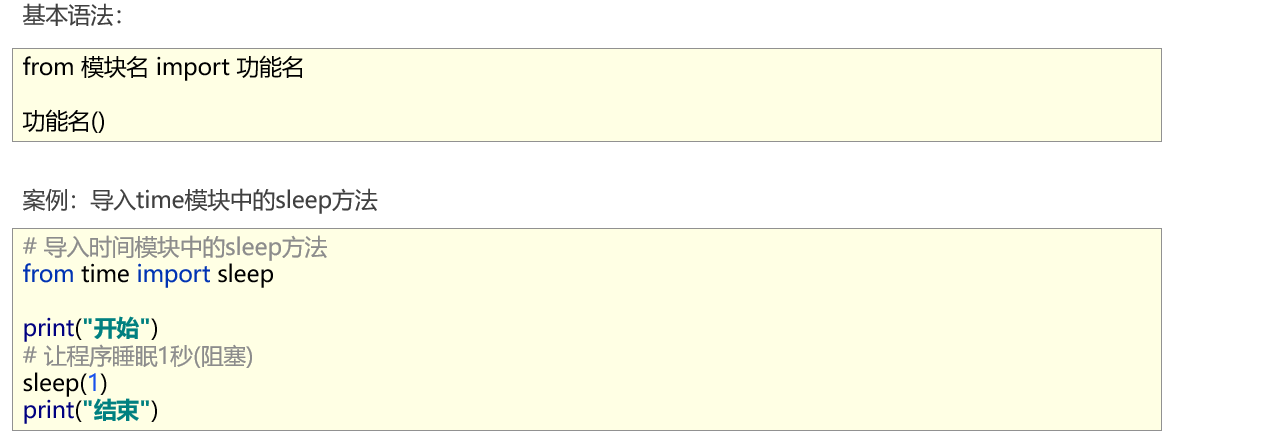 基本语法：
from 模块名 import 功能名
功能名()
案例：导入time模块中的sleep方法
# 导入时间模块中的sleep方法
from time import sleep
print("开始")
# 让程序睡眠1秒(阻塞)
sleep(1)
print("结束")